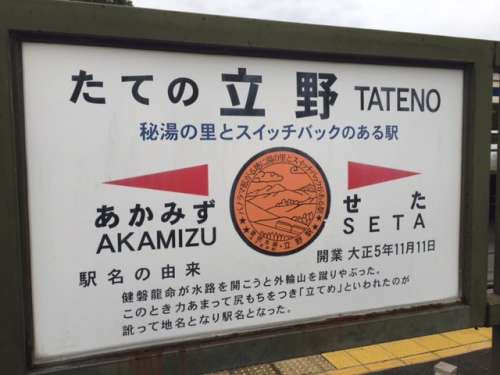 たての 立野 TATENO
秘湯の里とスイッチバックのある駅
あかみず せた
AKAMIZU SETA
開業 大正5年11月11日
駅名の由来
健磐龍命が水路を開こうと外輪山を蹴りやぶった。
このとき力あまって尻もちをつき「立てめ」といわれたのが
訛って地名となり駅名となった。